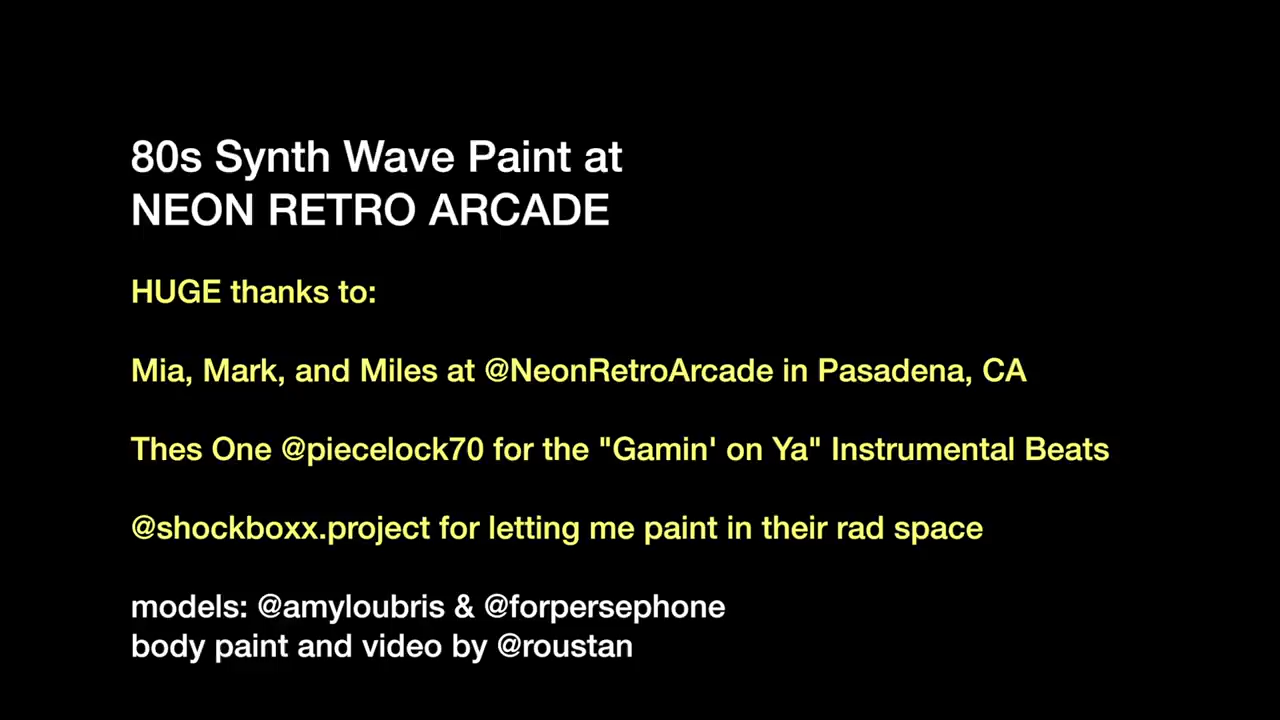 80s Synth Wave Paint at
NEON RETRO ARCADE
HUGE thanks to:
Mia, Mark, and Miles at @NeonRetroArcade in Pasadena, CA
Thes One @piecelock70 for the "Gamin' on Ya" Instrumental Beats
@shockboxx.project for letting me paint in their rad space
models: @amyloubris & @forpersephone
body paint and video by @roustan